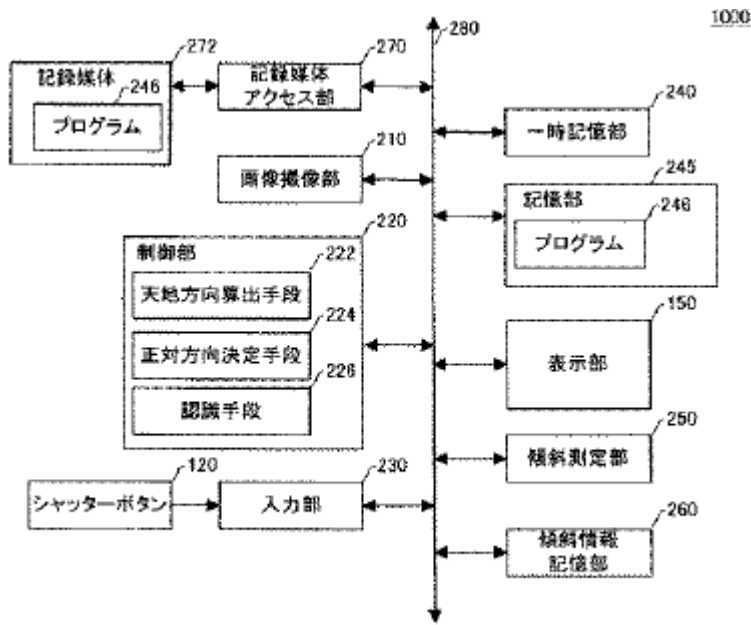 1000
272
記録媒体
246
プログラム
270
記録媒体
アクセス部
280
240
一時記憶部
210
画像撮像部
245
記憶部
246
プログラム
220
制御部
222
天地方向算出手段
224
正対方向決定手段
226
認識手段
150
表示部
250
傾斜測定部
120
シャッターボタン
230
入力部
260
傾斜情報
記憶部